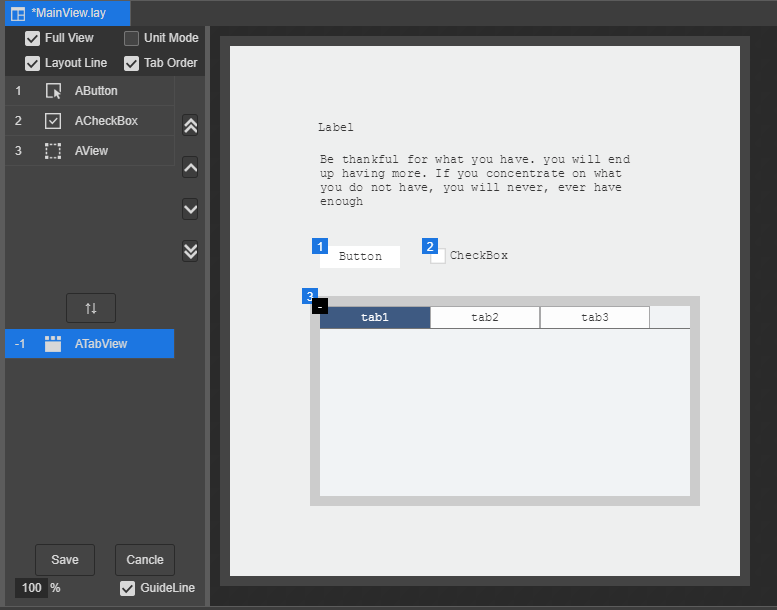 *MainView.lay
Full View
Unit Mode
Layout Line
Tab Order
1 AButton
2 ACheckBox
3 AView
-1 ATabView
Save
Cancle
100 %
GuideLine
Label
Be thankful for what you have. you will end
up having more. If you concentrate on what
you do not have, you will never, ever have
enough
1 Button
2 CheckBox
3
-
tab1 tab2 tab3